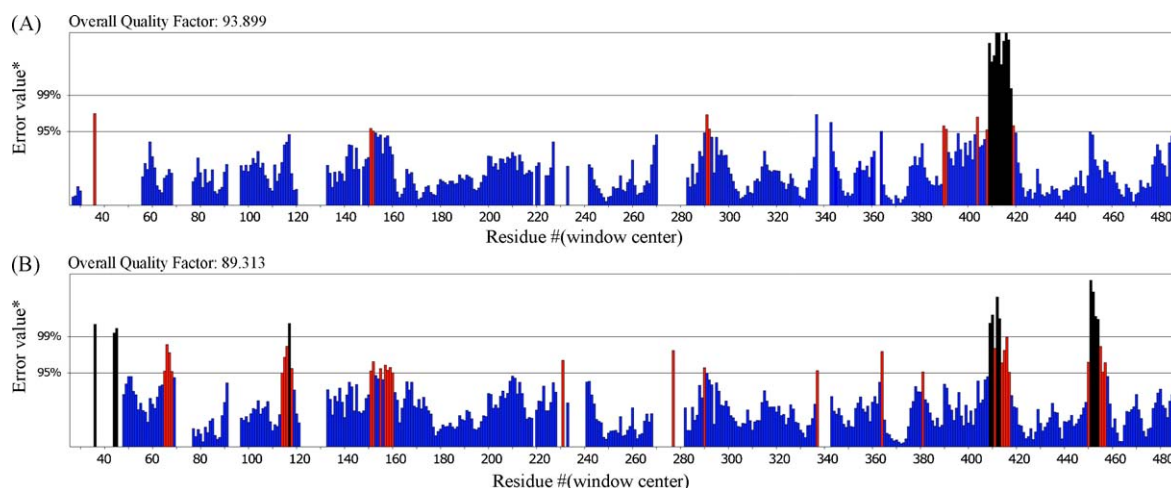 (A)
Overall Quality Factor: 93.899
Error value*
99%
95%
40 60 80 100 120 140 160 180 200 220 240 260 280 300 320 340 360 380 400 420 440 460 480
Residue #(window center)
(B)
Overall Quality Factor: 89.313
Error value*
99%
95%
40 60 80 100 120 140 160 180 200 220 240 260 280 300 320 340 360 380 400 420 440 460 480
Residue #(window center)